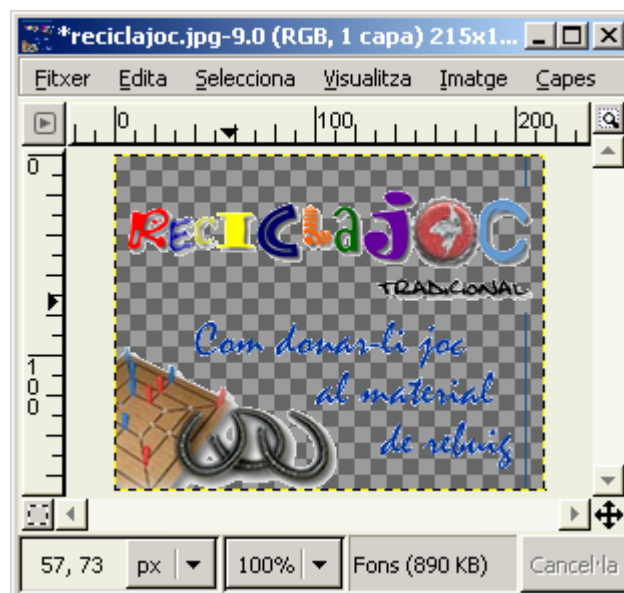 *reciclajoc.jpg-9.0 (RGB, 1 capa) 215x1...
Fitxer Edita Selecciona Visualitza Imatge Capes
0 100 200
0
RECICLAJOC
TRADICIONAL
Com donar-li joc
100
al material
de rebuig
57, 73 px 100% Fons (890 KB) Cancel·la